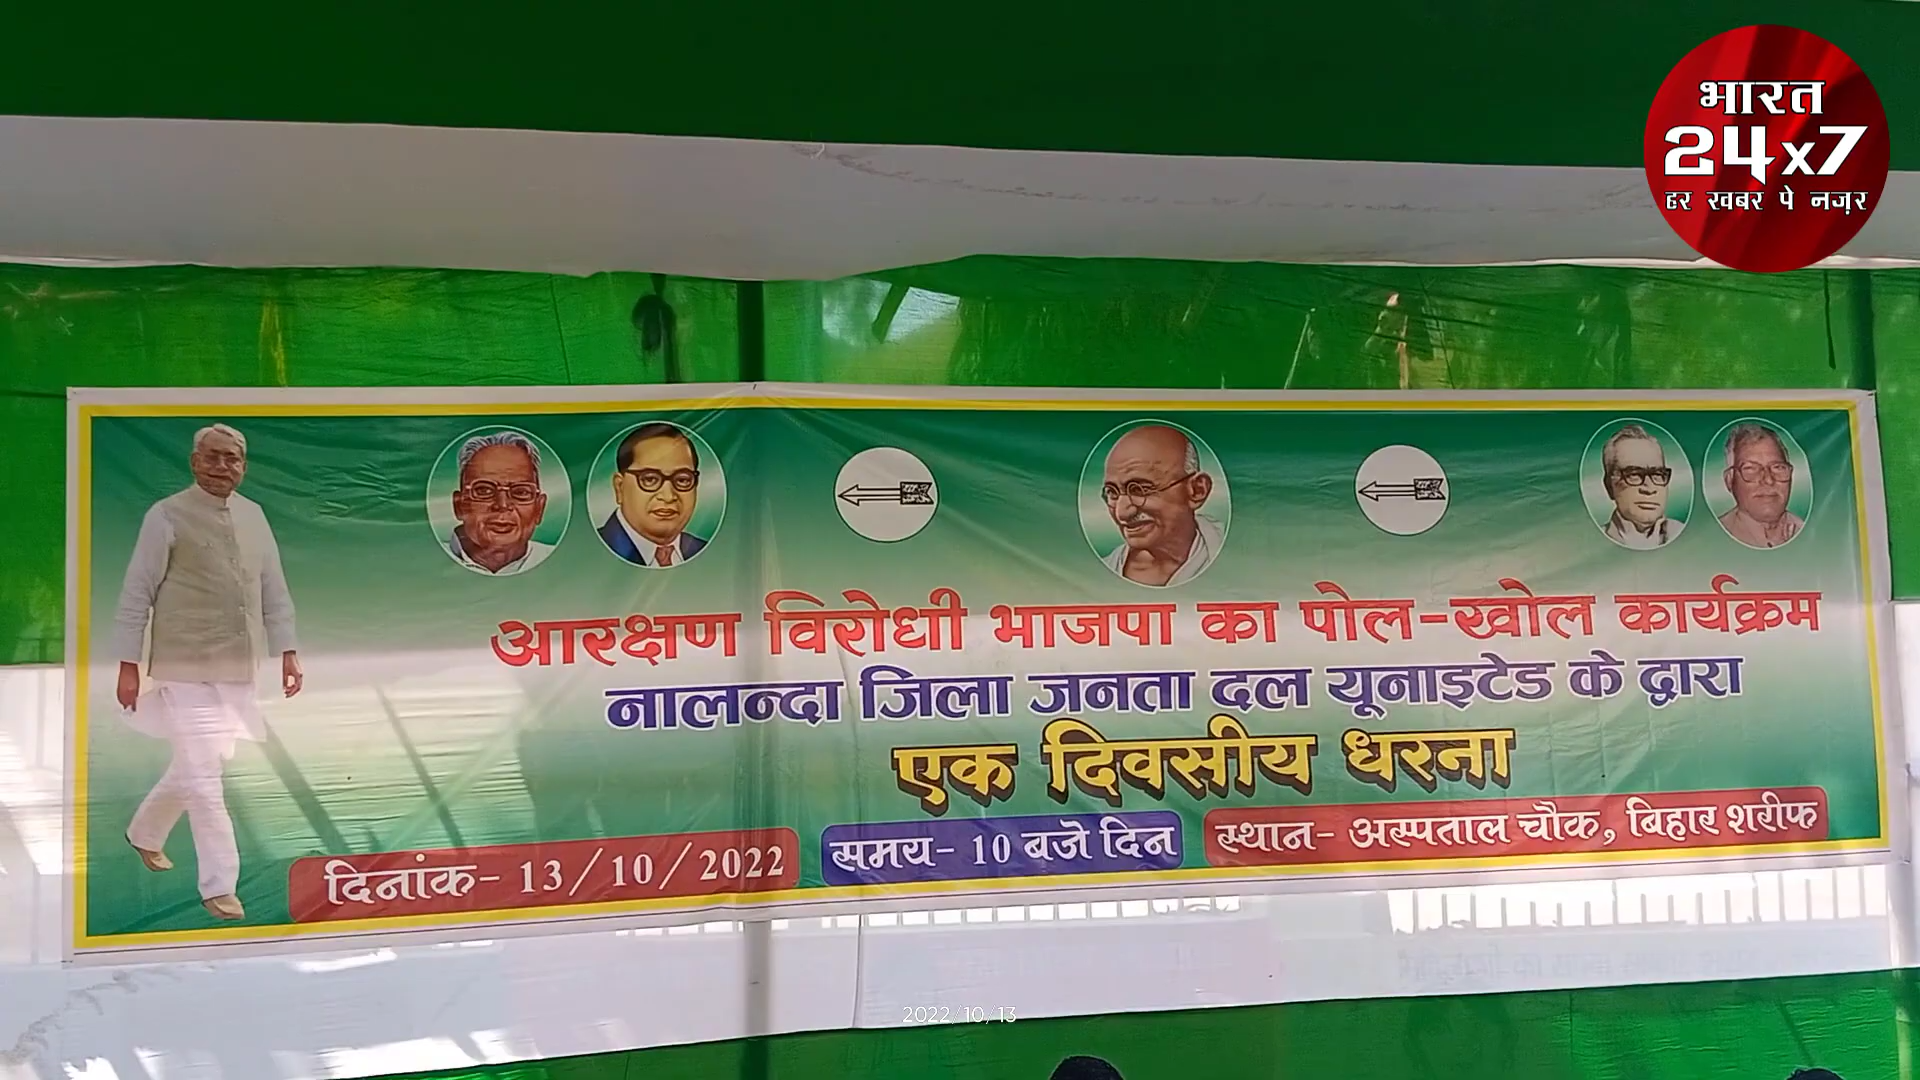 भारत
24x7
हर खबर पे नज़र
आरक्षण विरोधी भाजपा का पोल-खोल कार्यक्रम
नालन्दा जिला जनता दल यूनाइटेड के द्वारा
एक दिवसीय धरना
दिनांक- 13/10/2022 समय- 10 बजे दिन स्थान- अस्पताल चौक, बिहार शरीफ
2022/10/13